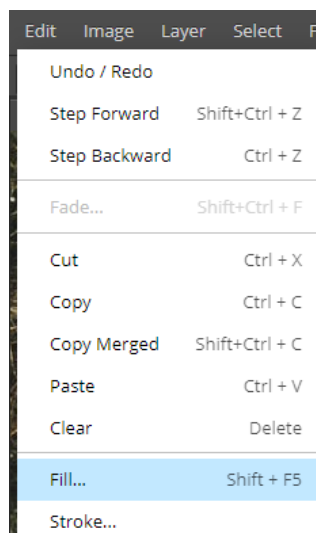 Edit Image Layer Select
Undo / Redo
Step Forward Shift+Ctrl + Z
Step Backward Ctrl + Z
Fade... Shift+Ctrl + F
Cut Ctrl + X
Copy Ctrl + C
Copy Merged Shift+Ctrl + C
Paste Ctrl + V
Clear Delete
Fill... Shift + F5
Stroke...